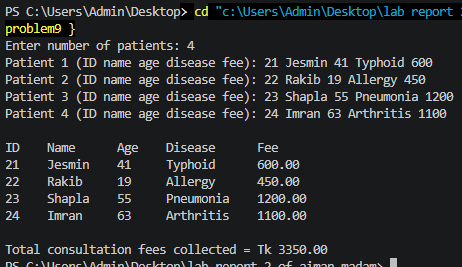 PS C:\Users\Admin\Desktop> cd "c:\Users\Admin\Desktop\lab report
problem9 }
Enter number of patients: 4
Patient 1 (ID name age disease fee): 21 Jesmin 41 Typhoid 600
Patient 2 (ID name age disease fee): 22 Rakib 19 Allergy 450
Patient 3 (ID name age disease fee): 23 Shapla 55 Pneumonia 1200
Patient 4 (ID name age disease fee): 24 Imran 63 Arthritis 1100
ID Name Age Disease Fee
21 Jesmin 41 Typhoid 600.00
22 Rakib 19 Allergy 450.00
23 Shapla 55 Pneumonia 1200.00
24 Imran 63 Arthritis 1100.00
Total consultation fees collected = Tk 3350.00
PS C:\Users\Admin\Desktop\lab report 2 of aiman madam>